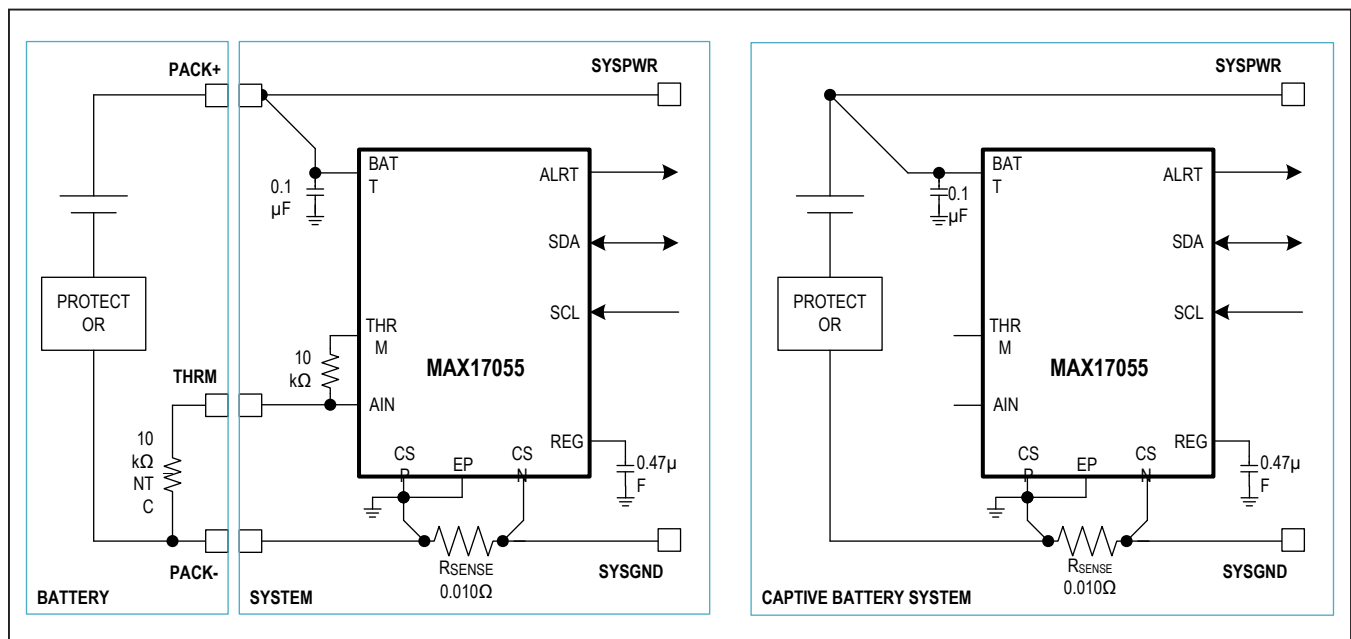 PACK+
SYSPWR
BAT
T
ALRT
0.1
µF
SDA
PROTECT
OR
SCL
THR
M
10
kΩ
MAX17055
THRM
AIN
10
kΩ
NT
C
REG
CS
P
EP
CS
N
0.47µ
F
RSENSE
0.010Ω
PACK-
SYSGND
BATTERY
SYSTEM
SYSPWR
BAT
T
ALRT
0.1
µF
SDA
PROTECT
OR
SCL
THR
M
MAX17055
AIN
REG
CS
P
EP
CS
N
0.47µ
F
RSENSE
0.010Ω
SYSGND
CAPTIVE BATTERY SYSTEM